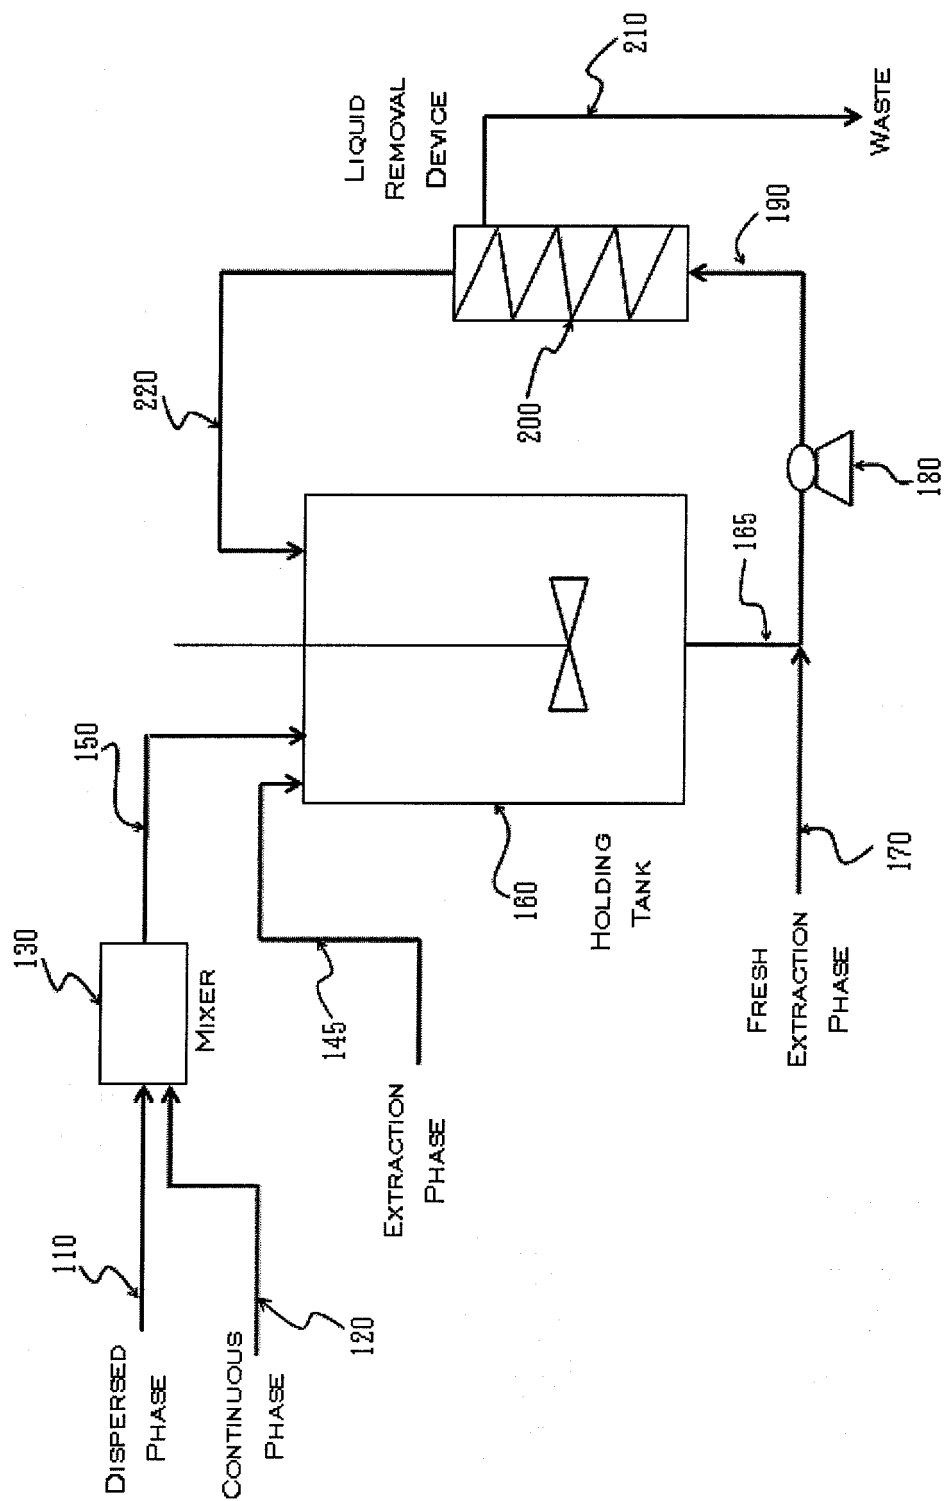 DISPERSED
PHASE
110
CONTINUOUS
PHASE
120
130
MIXER
150
EXTRACTION
PHASE
145
160
HOLDING
TANK
220
LIQUID
REMOVAL
DEVICE
200
210
WASTE
190
180
165
170
FRESH
EXTRACTION
PHASE